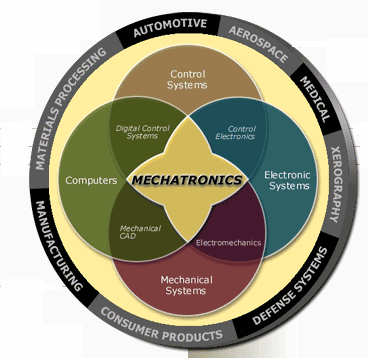 AUTOMOTIVE
AEROSPACE
MEDICAL
XEROGRAPHY
DEFENSE SYSTEMS
CONSUMER PRODUCTS
MANUFACTURING
MATERIALS PROCESSING
Control
Systems
Digital Control
Systems
Control
Electronics
Computers
MECHATRONICS
Electronic
Systems
Mechanical
CAD
Electromechanics
Mechanical
Systems